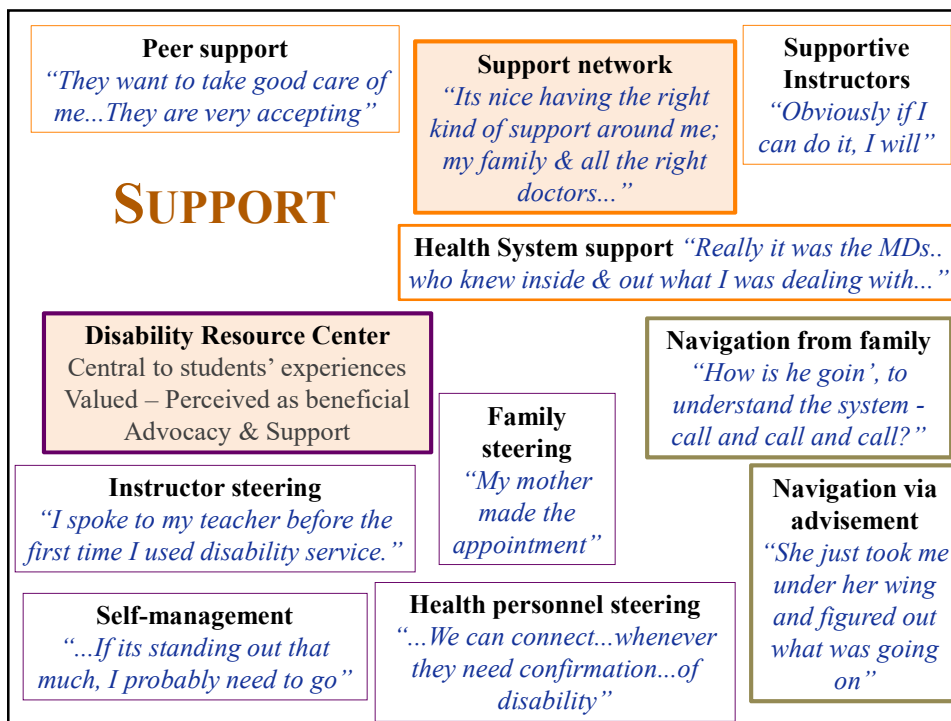 Peer support
“They want to take good care of
me...They are very accepting”
Support network
“Its nice having the right
kind of support around me;
my family & all the right
doctors...”
Supportive
Instructors
“Obviously if I
can do it, I will”
SUPPORT
Health System support “Really it was the MDs..
who knew inside & out what I was dealing with...”
Disability Resource Center
Central to students’ experiences
Valued – Perceived as beneficial
Advocacy & Support
Navigation from family
“How is he goin’, to
understand the system -
call and call and call?”
Family
steering
“My mother
made the
appointment”
Instructor steering
“I spoke to my teacher before the
first time I used disability service.”
Navigation via
advisement
“She just took me
under her wing
and figured out
what was going
on”
Self-management
“...If its standing out that
much, I probably need to go”
Health personnel steering
“...We can connect...whenever
they need confirmation...of
disability”